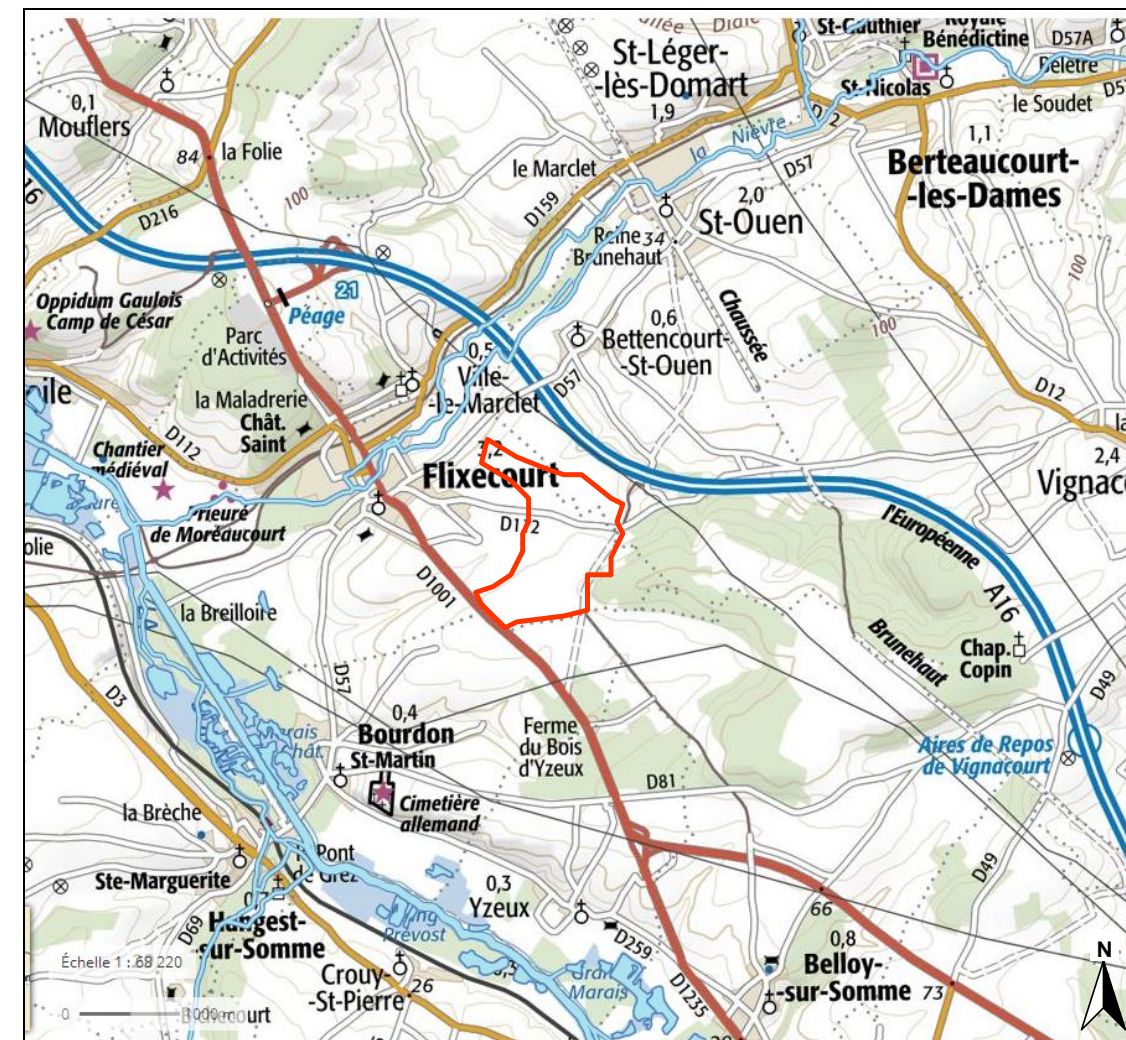 St-Gauthier
Royale
Bénédictine
D57A
St-Léger-
-lès-Domart
1,9
St-Nicolas
le Soudet
0,1
Mouflers
84
la Folie
la Nièvre
D57
1,1
Berteaucourt-
-les-Dames
le Marclet
D159
2,0
St-Ouen
100
D216
Reine
Brunehaut
34
100
Oppidum Gaulois
Camp de César
21
Péage
Chaussée
100
Parc
d'Activités
0,6
Bettencourt-
-St-Ouen
0,5
Ville-
-le-Marclet
D57
D12
la Maladrerie
Chât.
Saint
D112
Chantier
médiéval
Flixecourt
2,4
Prieuré
de Moréaucourt
l'Européenne
D1001
A16
la Breilloire
Brunehaut
Chap.
Copin
D49
D3
D57
0,4
Bourdon
St-Martin
Ferme
du Bois
d'Yzeux
Aires de Repos
de Vignacourt
D81
la Brèche
Cimetière
allemand
Pont
Ste-Marguerite
0,3
Yzeux
D49
66
Hangest-
-sur-Somme
D69
Prévost
D259
0,8
Belloy-
-sur-Somme
73
Échelle 1 : 68 220
Crouy-
-St-Pierre
26
Marais
D1235
N
0
1000 m